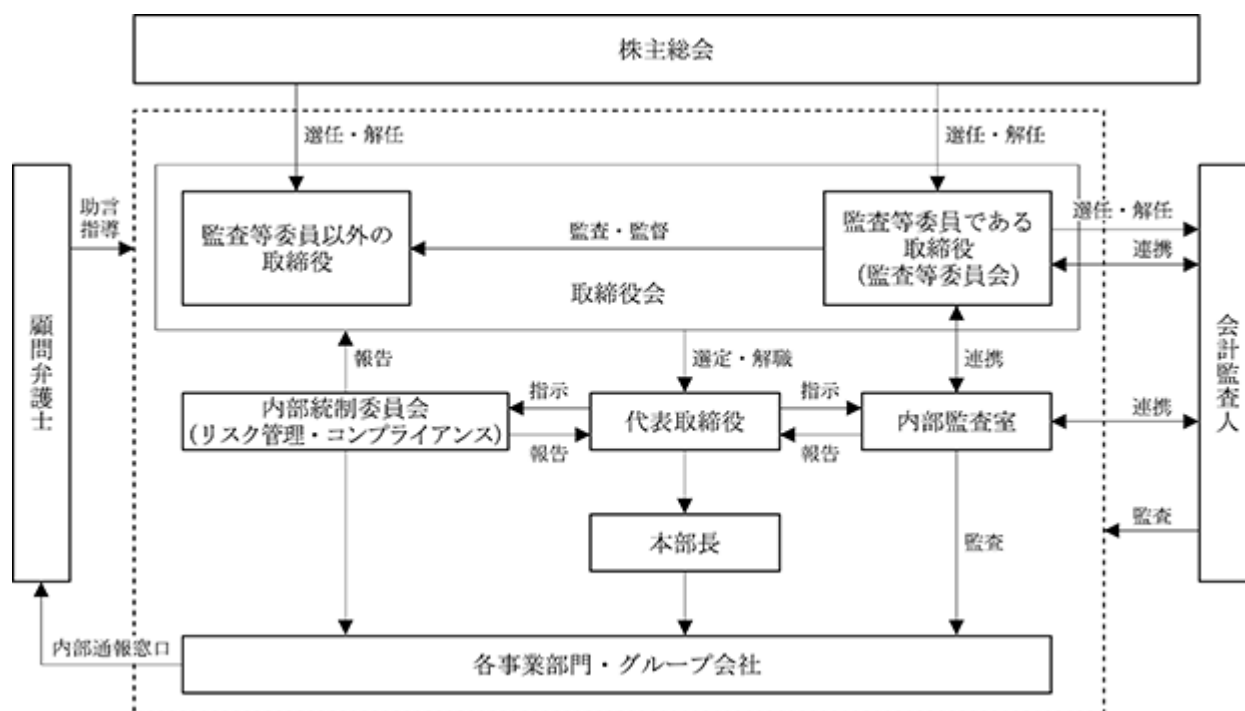 株主総会
選任・解任
選任・解任
助言
指導
監査等委員以外の
取締役
監査・監督
監査等委員である
取締役
(監査等委員会)
選任・解任
連携
取締役会
顧問弁護士
会計監査人
報告
選定・解職
連携
内部統制委員会
(リスク管理・コンプライアンス)
指示
報告
代表取締役
指示
報告
内部監査室
連携
本部長
監査
監査
内部通報窓口
各事業部門・グループ会社